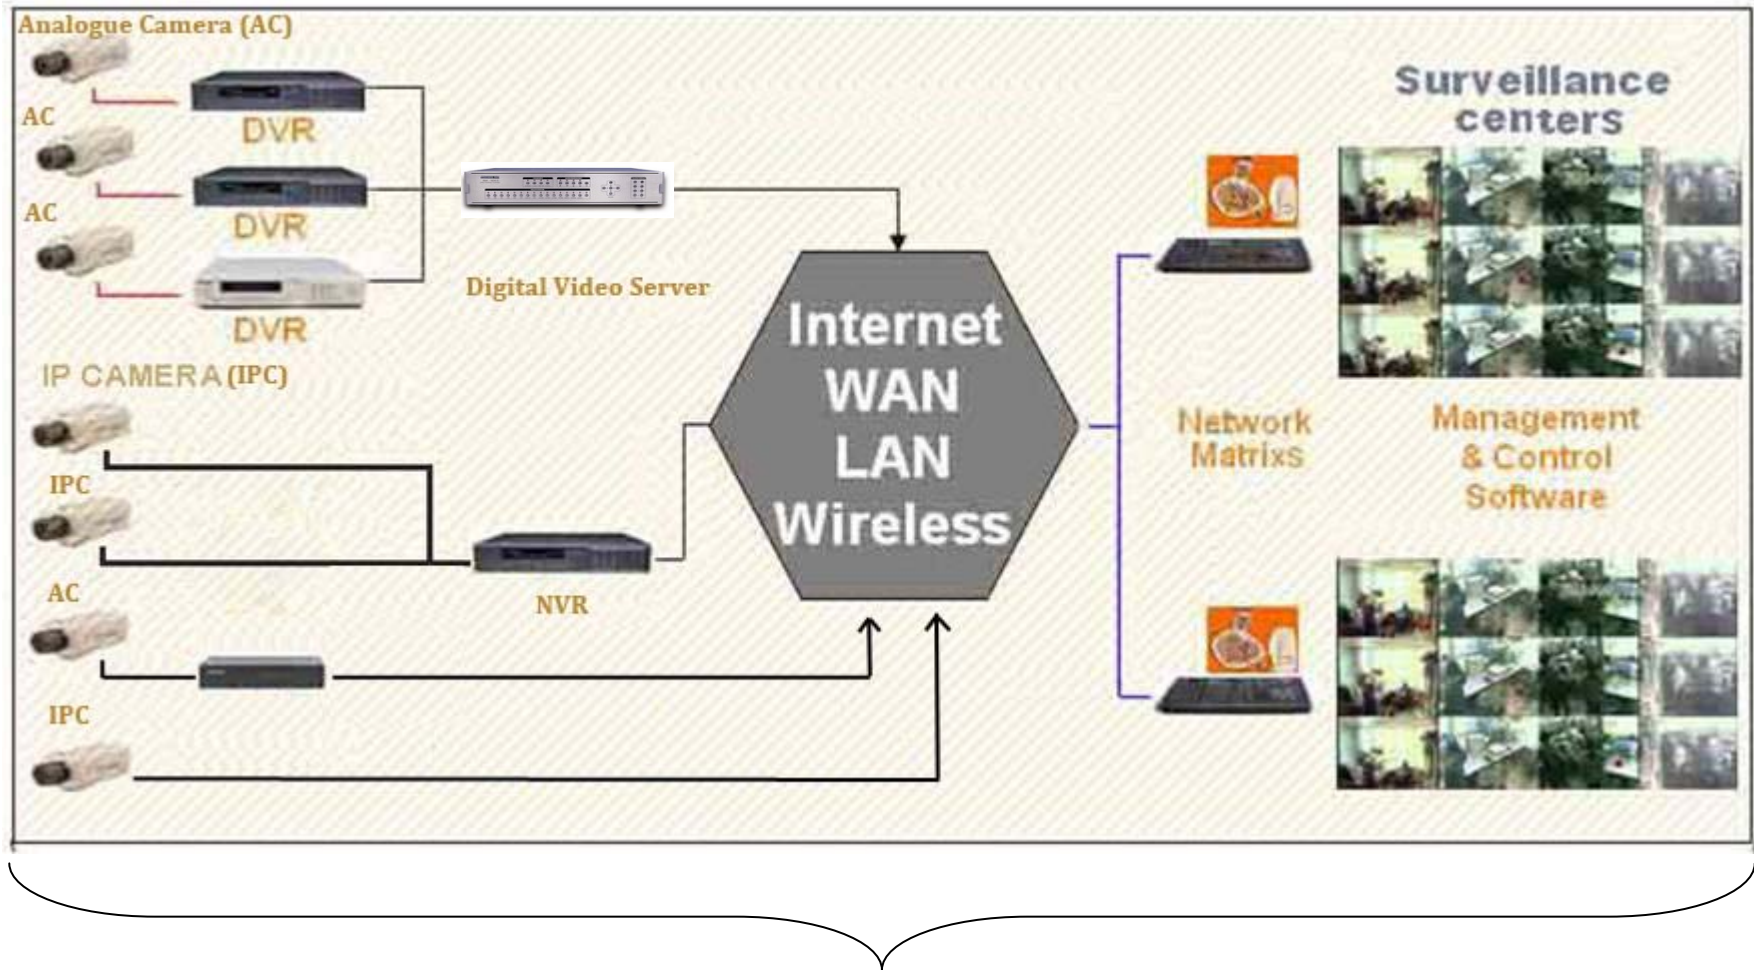 Analogue Camera (AC)
AC
DVR
AC
DVR
DVR
Digital Video Server
IP CAMERA (IPC)
IPC
AC
NVR
IPC
Internet
WAN
LAN
Wireless
Surveillance
centers
Network
Matrixs
Management
& Control
Software